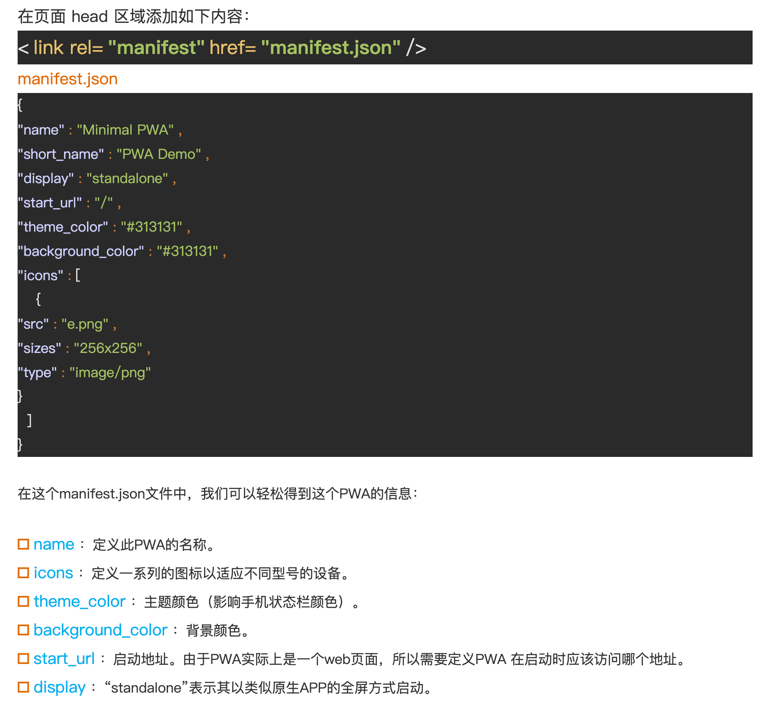 在页面 head 区域添加如下内容：
< link rel= "manifest" href= "manifest.json" />
manifest.json
{
"name" : "Minimal PWA" ,
"short_name" : "PWA Demo" ,
"display" : "standalone" ,
"start_url" : "/" ,
"theme_color" : "#313131" ,
"background_color" : "#313131" ,
"icons" : [
{
"src" : "e.png" ,
"sizes" : "256x256" ,
"type" : "image/png"
}
]
}
在这个manifest.json文件中，我们可以轻松得到这个PWA的信息：
name ： 定义此PWA的名称。
icons ： 定义一系列的图标以适应不同型号的设备。
theme_color ： 主题颜色（影响手机状态栏颜色）。
background_color ： 背景颜色。
start_url ： 启动地址。由于PWA实际上是一个web页面，所以需要定义PWA 在启动时应该访问哪个地址。
display ： “standalone”表示其以类似原生APP的全屏方式启动。